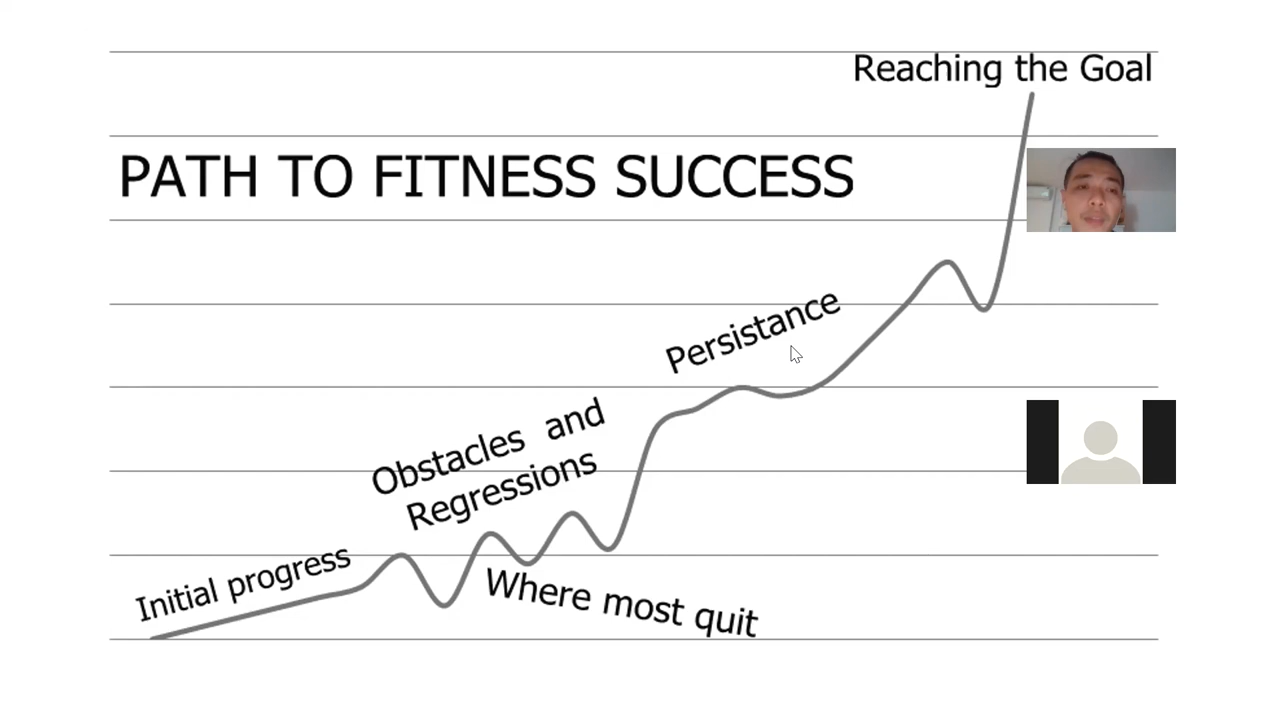 Reaching the Goal
PATH TO FITNESS SUCCESS
Persistance
Obstacles and
Regressions
Initial progress
Where most quit